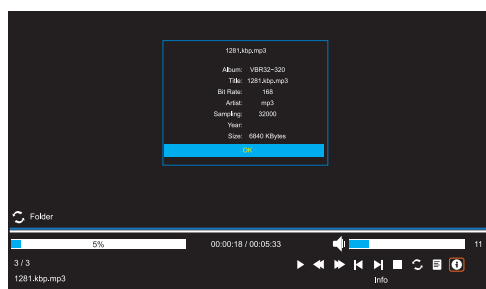 1281.kbp.mp3
Album: VBR32~320
Title: 1281.kbp.mp3
Bit Rate: 168
Artist: mp3
Sampling: 32000
Year:
Size: 6840 KBytes
OK
Folder
5% 00:00:18 / 00:05:33 11
3 / 3
1281.kbp.mp3 Info